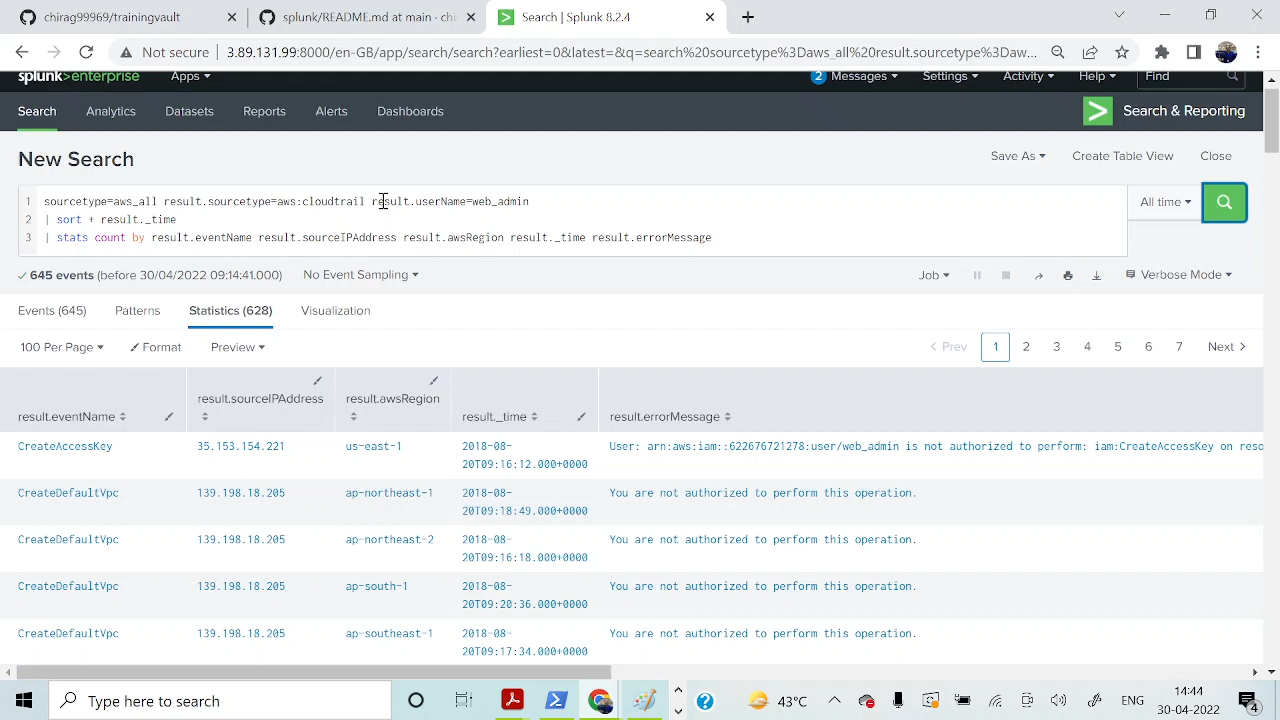 chirag99969/trainingvault
splunk/README.md at main · chi
Search | Splunk 8.2.4
Not secure
3.89.131.99:8000/en-GB/app/search/search?earliest=0&latest=&q=search%20sourcetype%3Daws_all%20result.sourcetype%3Daw...
splunk>enterprise
Apps
2 Messages
Settings
Activity
Help
Find
Search
Analytics
Datasets
Reports
Alerts
Dashboards
Search & Reporting
New Search
Save As
Create Table View
Close
1 sourcetype=aws_all result.sourcetype=aws:cloudtrail result.userName=web_admin
2 | sort + result._time
3 | stats count by result.eventName result.sourceIPAddress result.awsRegion result._time result.errorMessage
All time
645 events (before 30/04/2022 09:14:41.000)
No Event Sampling
Job
Verbose Mode
Events (645)
Patterns
Statistics (628)
Visualization
100 Per Page
Format
Preview
< Prev 1 2 3 4 5 6 7 Next >
result.eventName
result.sourceIPAddress
result.awsRegion
result._time
result.errorMessage
CreateAccessKey
35.153.154.221
us-east-1
2018-08-
20T09:16:12.000+0000
User: arn:aws:iam::622676721278:user/web_admin is not authorized to perform: iam:CreateAccessKey on reso
CreateDefaultVpc
139.198.18.205
ap-northeast-1
2018-08-
20T09:18:49.000+0000
You are not authorized to perform this operation.
CreateDefaultVpc
139.198.18.205
ap-northeast-2
2018-08-
20T09:16:18.000+0000
You are not authorized to perform this operation.
CreateDefaultVpc
139.198.18.205
ap-south-1
2018-08-
20T09:20:36.000+0000
You are not authorized to perform this operation.
CreateDefaultVpc
139.198.18.205
ap-southeast-1
2018-08-
20T09:17:34.000+0000
You are not authorized to perform this operation.
Type here to search
43°C
ENG
14:44
30-04-2022
4